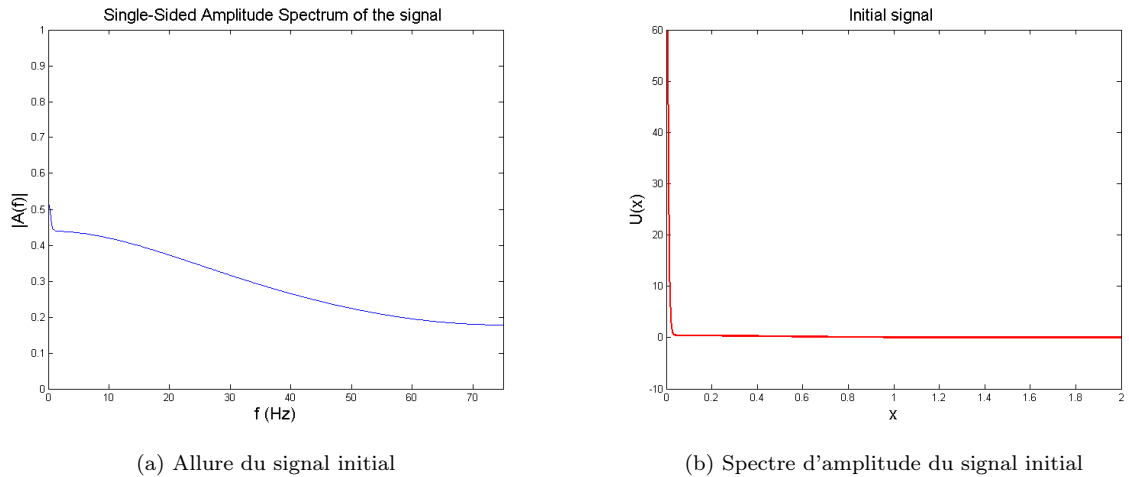 Single-Sided Amplitude Spectrum of the signal
1
0.9
0.8
0.7
0.6
0.5
0.4
0.3
0.2
0.1
0
|A(f)|
0 10 20 30 40 50 60 70
f (Hz)
(a) Allure du signal initial
Initial signal
60
50
40
30
20
10
0
-10
U(x)
0 0.2 0.4 0.6 0.8 1 1.2 1.4 1.6 1.8 2
x
(b) Spectre d'amplitude du signal initial